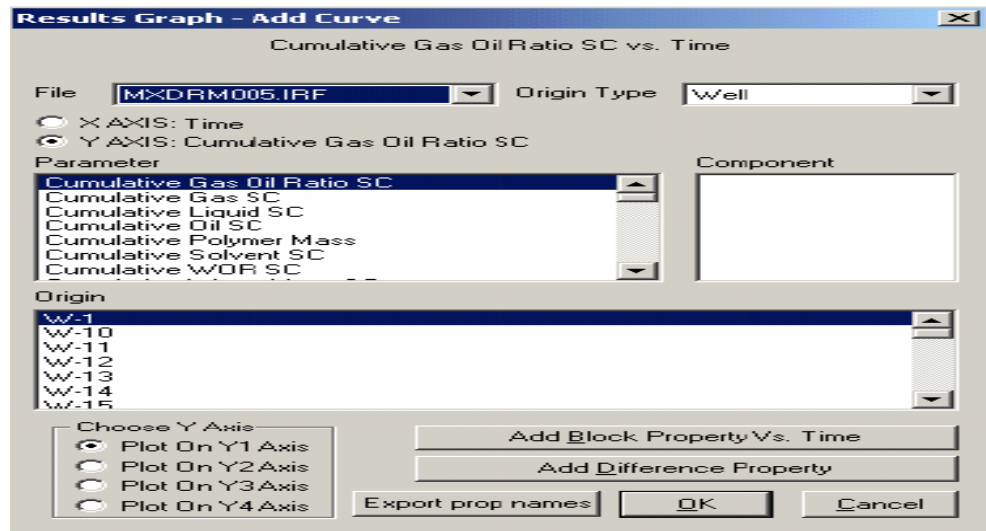 Results Graph - Add Curve
Cumulative Gas Oil Ratio SC vs. Time
File MXDRM005.IRF Origin Type Well
X AXIS: Time
Y AXIS: Cumulative Gas Oil Ratio SC
Parameter Component
Cumulative Gas Oil Ratio SC
Cumulative Gas SC
Cumulative Liquid SC
Cumulative Oil SC
Cumulative Polymer Mass
Cumulative Solvent SC
Cumulative WOR SC
Origin
W-1
W-10
W-11
W-12
W-13
W-14
W-15
Choose Y Axis
Plot On Y1 Axis
Plot On Y2 Axis
Plot On Y3 Axis
Plot On Y4 Axis
Add Block Property Vs. Time
Add Difference Property
Export prop names OK Cancel